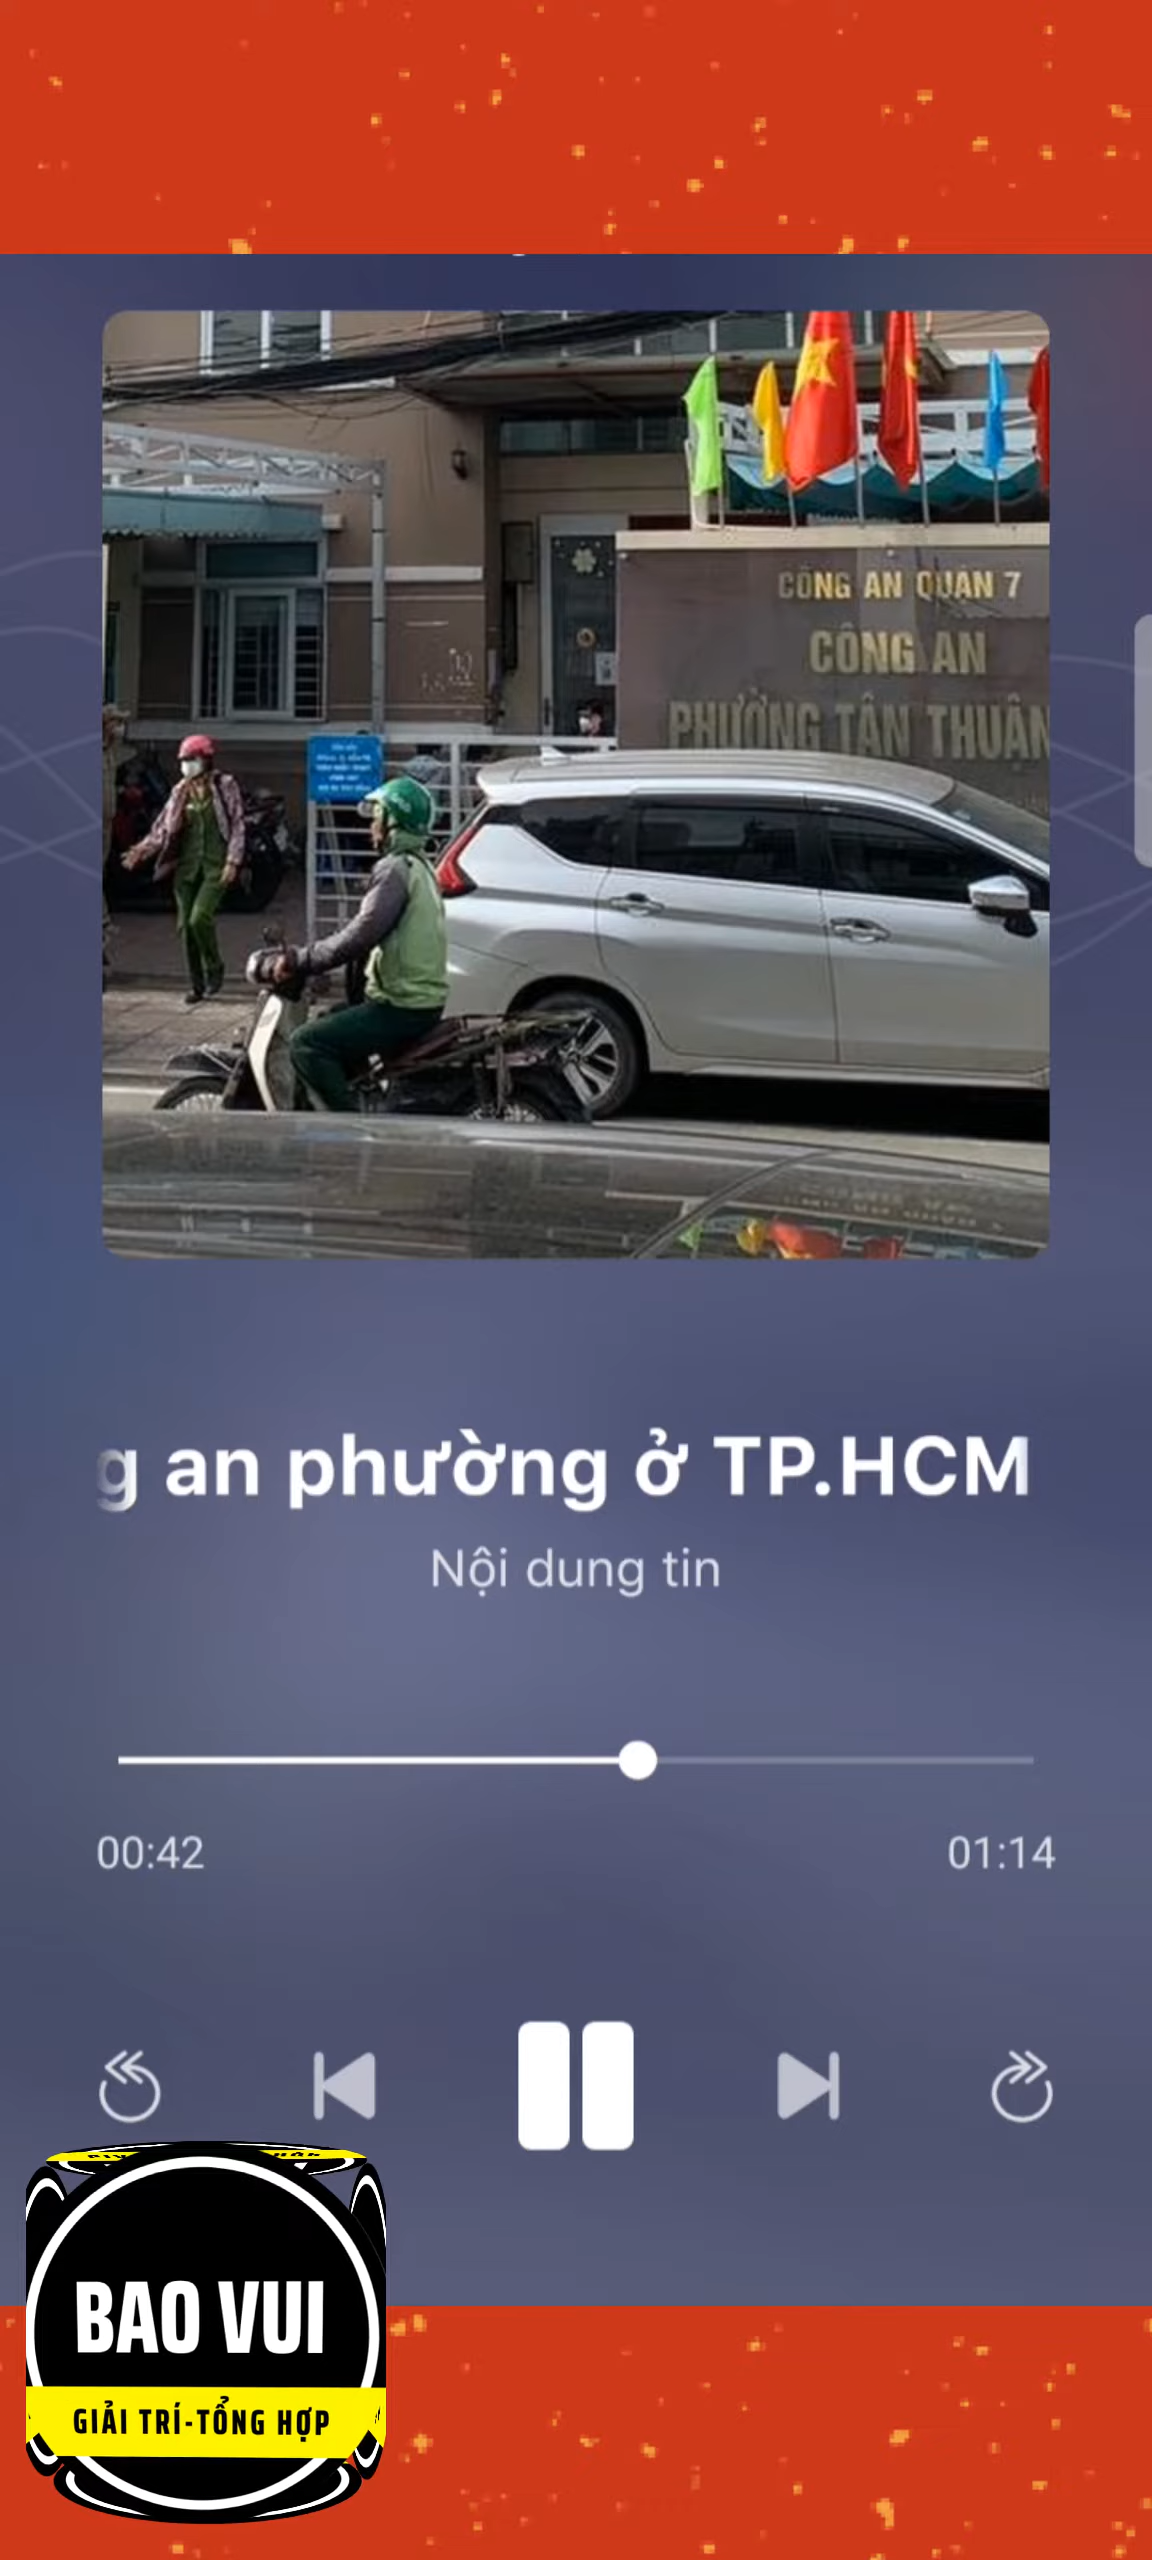 CÔNG AN QUẬN 7
CÔNG AN
PHƯỜNG TÂN THUẬN
g an phường ở TP.HCM
Nội dung tin
00:42
01:14
BAO VUI
GIẢI TRÍ-TỔNG HỢP